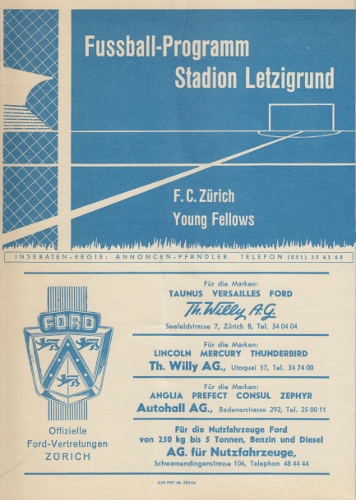 Fussball-Programm
Stadion Letzigrund
F.C. Zürich
Young Fellows
INSERATEN-REGIE: ANNONCEN-PFÄNDLER TELEFON (051) 33 63 63
FORD
Offizielle
Ford-Vertretungen
ZÜRICH
Für die Marken:
TAUNUS VERSAILLES FORD
Th. Willy A.G.
Seefeldstrasse 7, Zürich 8, Tel. 34 04 04
Für die Marken:
LINCOLN MERCURY THUNDERBIRD
Th. Willy AG., Utoquai 57, Tel. 34 74 00
Für die Marken:
ANGLIA PREFECT CONSUL ZEPHYR
Autohall AG., Badenerstrasse 292, Tel. 25 00 11
Für die Nutzfahrzeuge Ford
von 250 kg bis 5 Tonnen, Benzin und Diesel
AG. für Nutzfahrzeuge,
Schwamendingenstrasse 106, Telephon 48 44 44